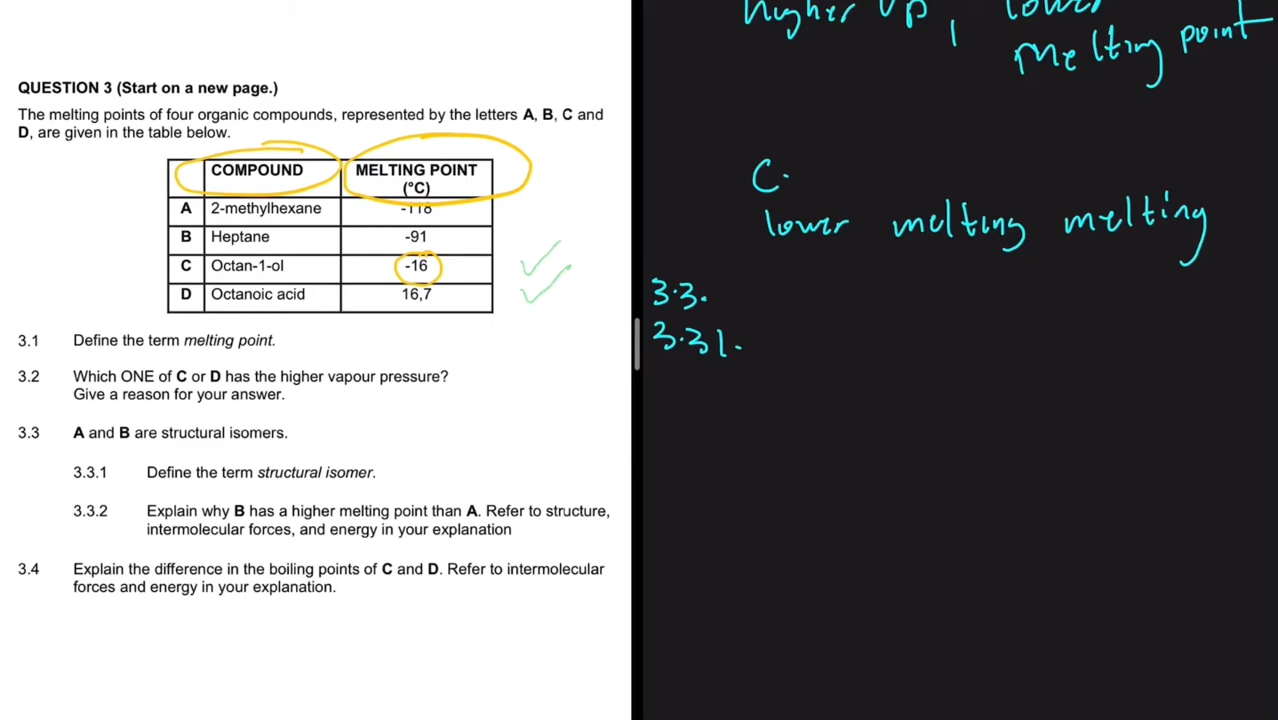 QUESTION 3 (Start on a new page.)
The melting points of four organic compounds, represented by the letters A, B, C and
D, are given in the table below.
COMPOUND MELTING POINT
(°C)
A 2-methylhexane -118
B Heptane -91
C Octan-1-ol -16
D Octanoic acid 16,7
3.1 Define the term melting point.
3.2 Which ONE of C or D has the higher vapour pressure?
Give a reason for your answer.
3.3 A and B are structural isomers.
3.3.1 Define the term structural isomer.
3.3.2 Explain why B has a higher melting point than A. Refer to structure,
intermolecular forces, and energy in your explanation
3.4 Explain the difference in the boiling points of C and D. Refer to intermolecular
forces and energy in your explanation.
higher vp, lower
melting point
C.
lower melting melting
3.3.
3.31.